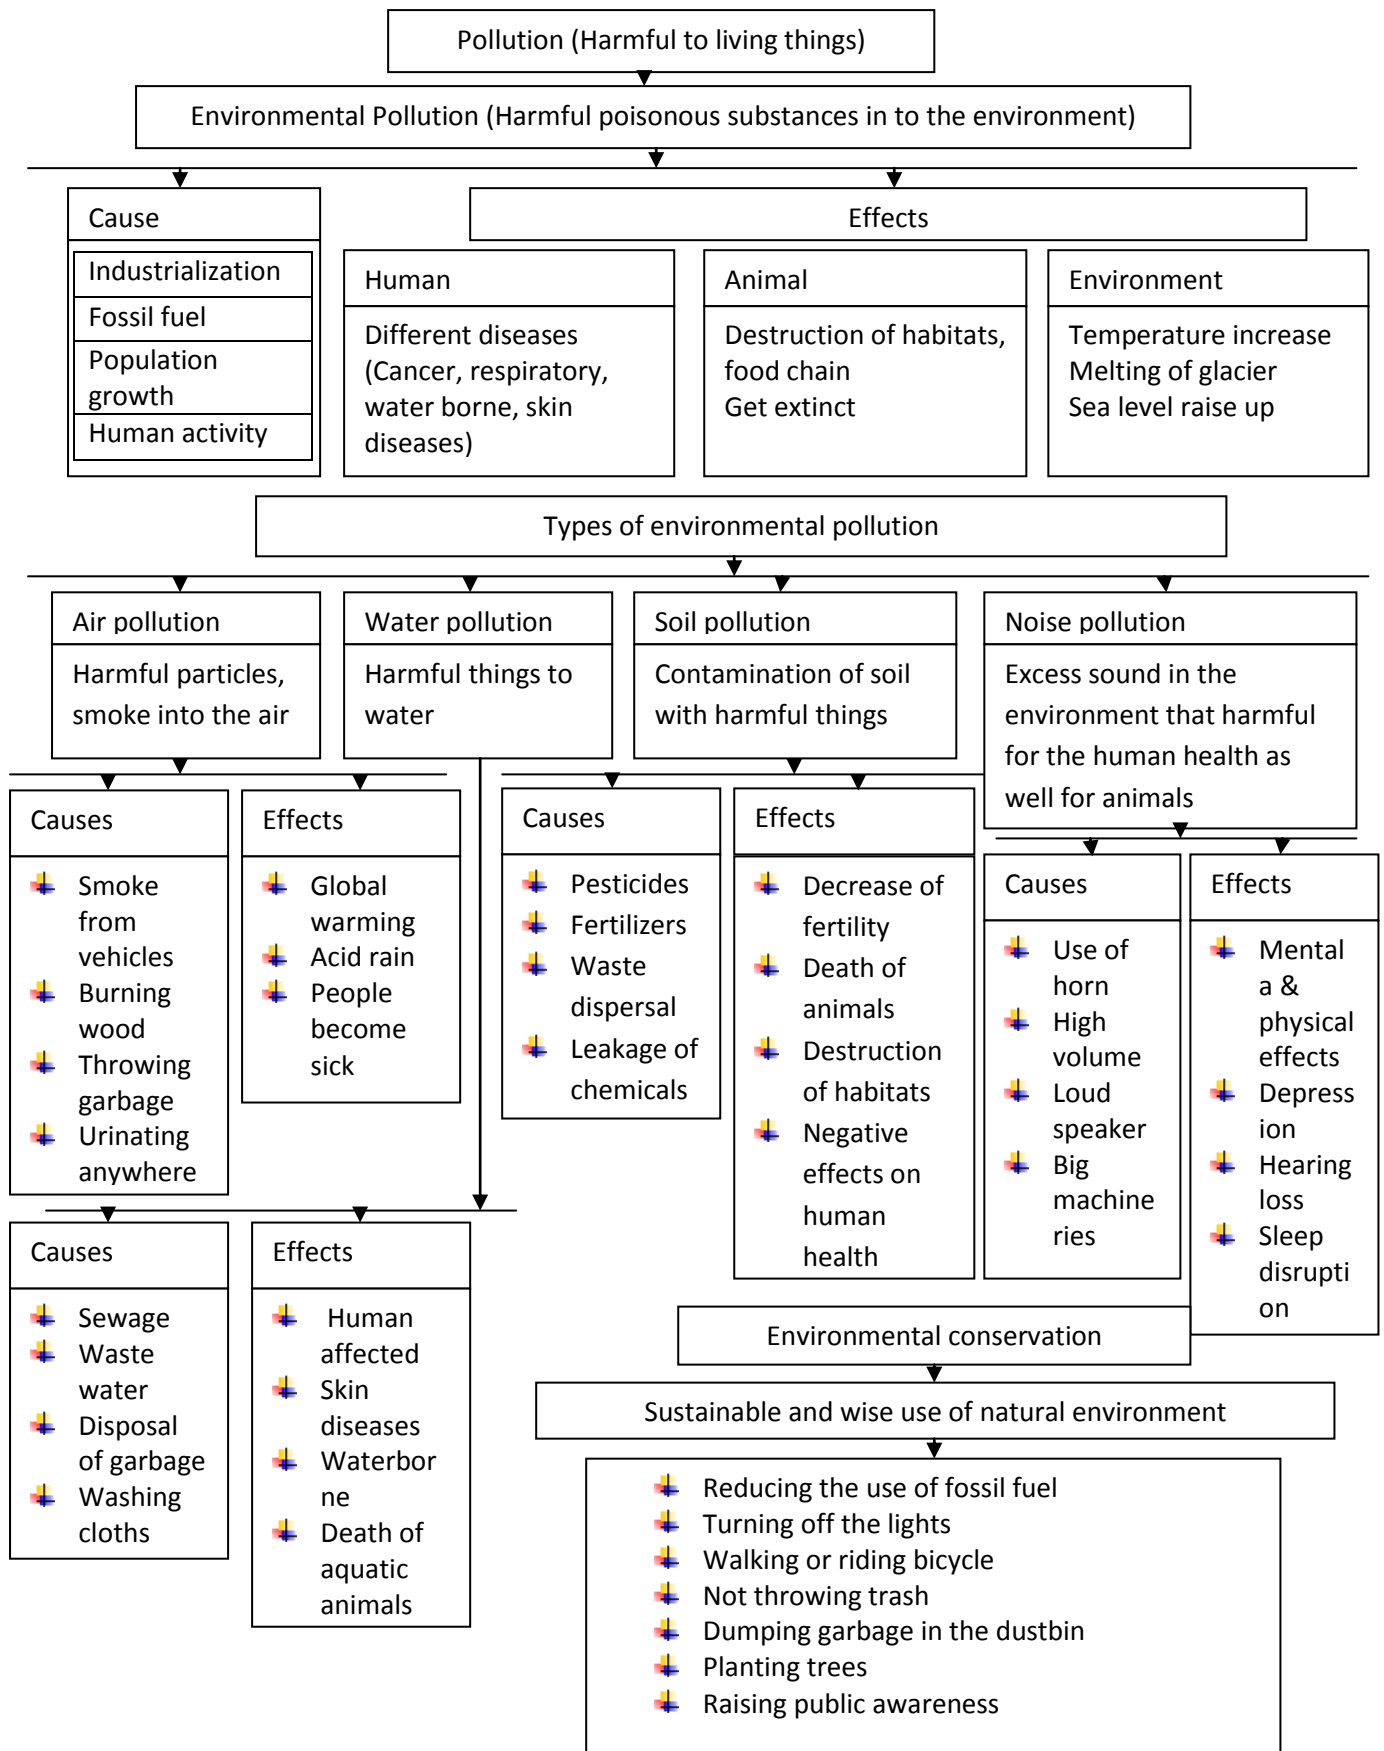 Pollution (Harmful to living things)
Environmental Pollution (Harmful poisonous substances in to the environment)
Cause
Industrialization
Fossil fuel
Population
growth
Human activity
Effects
Human
Different diseases
(Cancer, respiratory,
water borne, skin
diseases)
Animal
Destruction of habitats,
food chain
Get extinct
Environment
Temperature increase
Melting of glacier
Sea level raise up
Types of environmental pollution
Air pollution
Harmful particles,
smoke into the air
Water pollution
Harmful things to
water
Soil pollution
Contamination of soil
with harmful things
Noise pollution
Excess sound in the
environment that harmful
for the human health as
well for animals
Causes
Smoke
from
vehicles
Burning
wood
Throwing
garbage
Urinating
anywhere
Effects
Global
warming
Acid rain
People
become
sick
Causes
Pesticides
Fertilizers
Waste
dispersal
Leakage of
chemicals
Effects
Decrease of
fertility
Death of
animals
Destruction
of habitats
Negative
effects on
human
health
Causes
Use of
horn
High
volume
Loud
speaker
Big
machine
ries
Effects
Mental
a &
physical
effects
Depress
ion
Hearing
loss
Sleep
disrupti
on
Causes
Sewage
Waste
water
Disposal
of garbage
Washing
cloths
Effects
Human
affected
Skin
diseases
Waterbor
ne
Death of
aquatic
animals
Environmental conservation
Sustainable and wise use of natural environment
Reducing the use of fossil fuel
Turning off the lights
Walking or riding bicycle
Not throwing trash
Dumping garbage in the dustbin
Planting trees
Raising public awareness